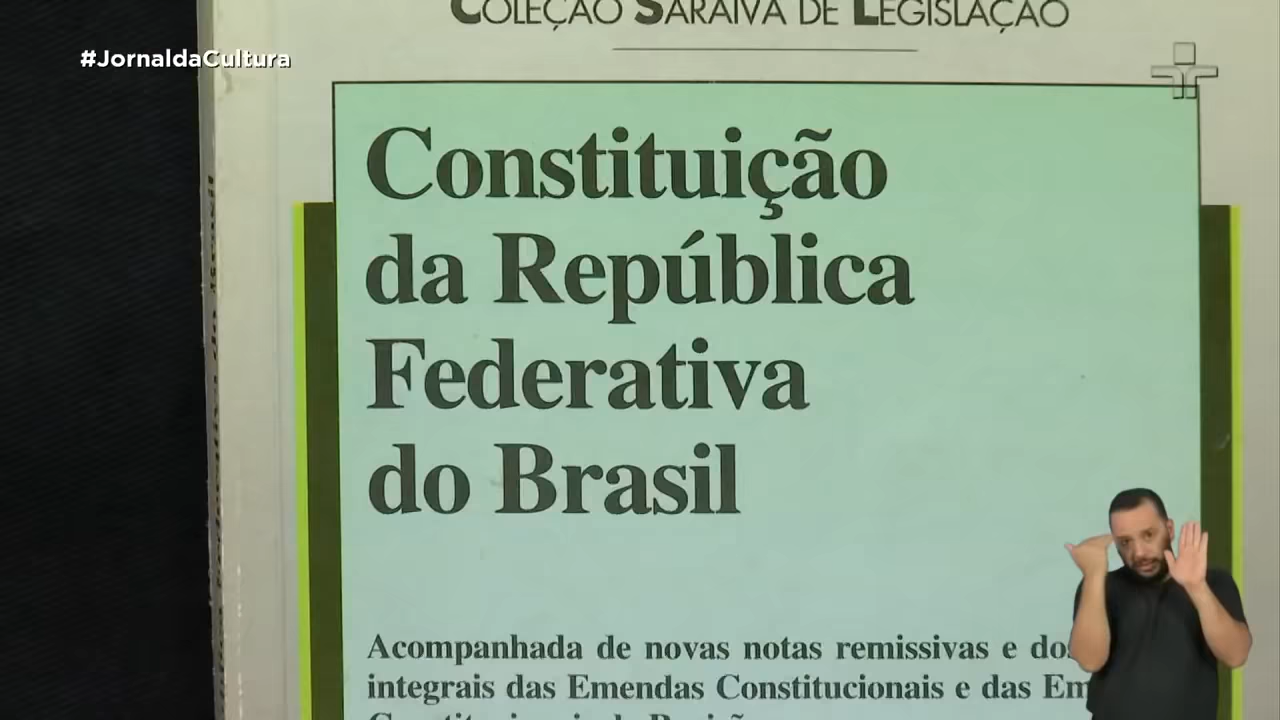 COLEÇÃO SARAIVA DE LEGISLAÇÃO
#JornaldaCultura
Constituição
da República
Federativa
do Brasil
Acompanhada de novas notas remissivas e dos
integrais das Emendas Constitucionais e das Em